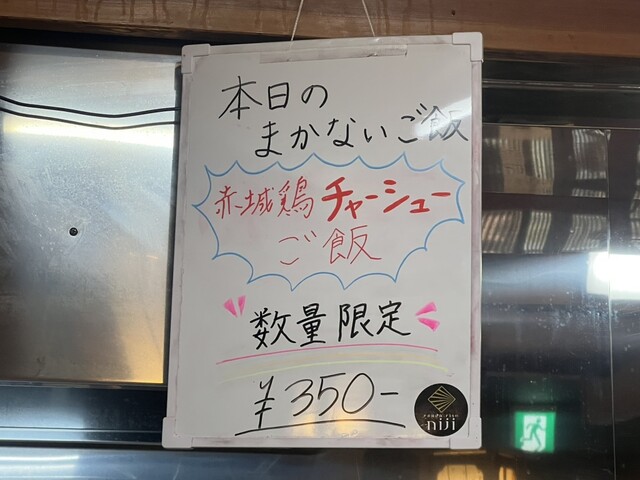 本日の
まかないご飯
赤城鶏チャーシュー
ご飯
数量限定
¥350-
niji